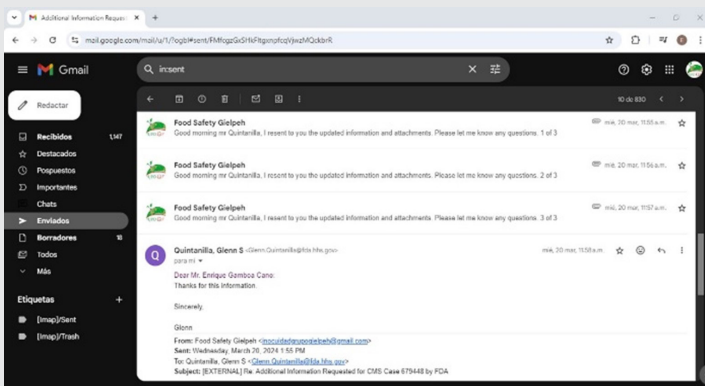 Additional Information Reques
mail.google.com/mail/u/1/?ogbl#sent/
Gmail
in:sent
Redactar
10 de 830
Recibidos 1,147
Destacados
Pospuestos
Importantes
Chats
Enviados
Borradores 18
Todos
Más
Etiquetas
[Imap]/Sent
[Imap]/Trash
Food Safety Gielpeh mié, 20 mar, 11:55 a.m.
Good morning mr Quintanilla, I resent to you the updated information and attachments. Please let me know any questions. 1 of 3
Food Safety Gielpeh mié, 20 mar, 11:56 a.m.
Good morning mr Quintanilla, I resent to you the updated information and attachments. Please let me know any questions. 2 of 3
Food Safety Gielpeh mié, 20 mar, 11:57 a.m.
Good morning mr Quintanilla, I resent to you the updated information and attachments. Please let me know any questions. 3 of 3
Q
Quintanilla, Glenn S <Glenn.Quintanilla@fda.hhs.gov> mié, 20 mar, 11:58 a.m.
para mí
Dear Mr. Enrique Gamboa Cano:
Thanks for this information.
Sincerely,
Glenn
From: Food Safety Gielpeh <inocuidadgrupogielpeh@gmail.com>
Sent: Wednesday, March 20, 2024 1:55 PM
To: Quintanilla, Glenn S <Glenn.Quintanilla@fda.hhs.gov>
Subject: [EXTERNAL] Re: Additional Information Requested for CMS Case 679448 by FDA